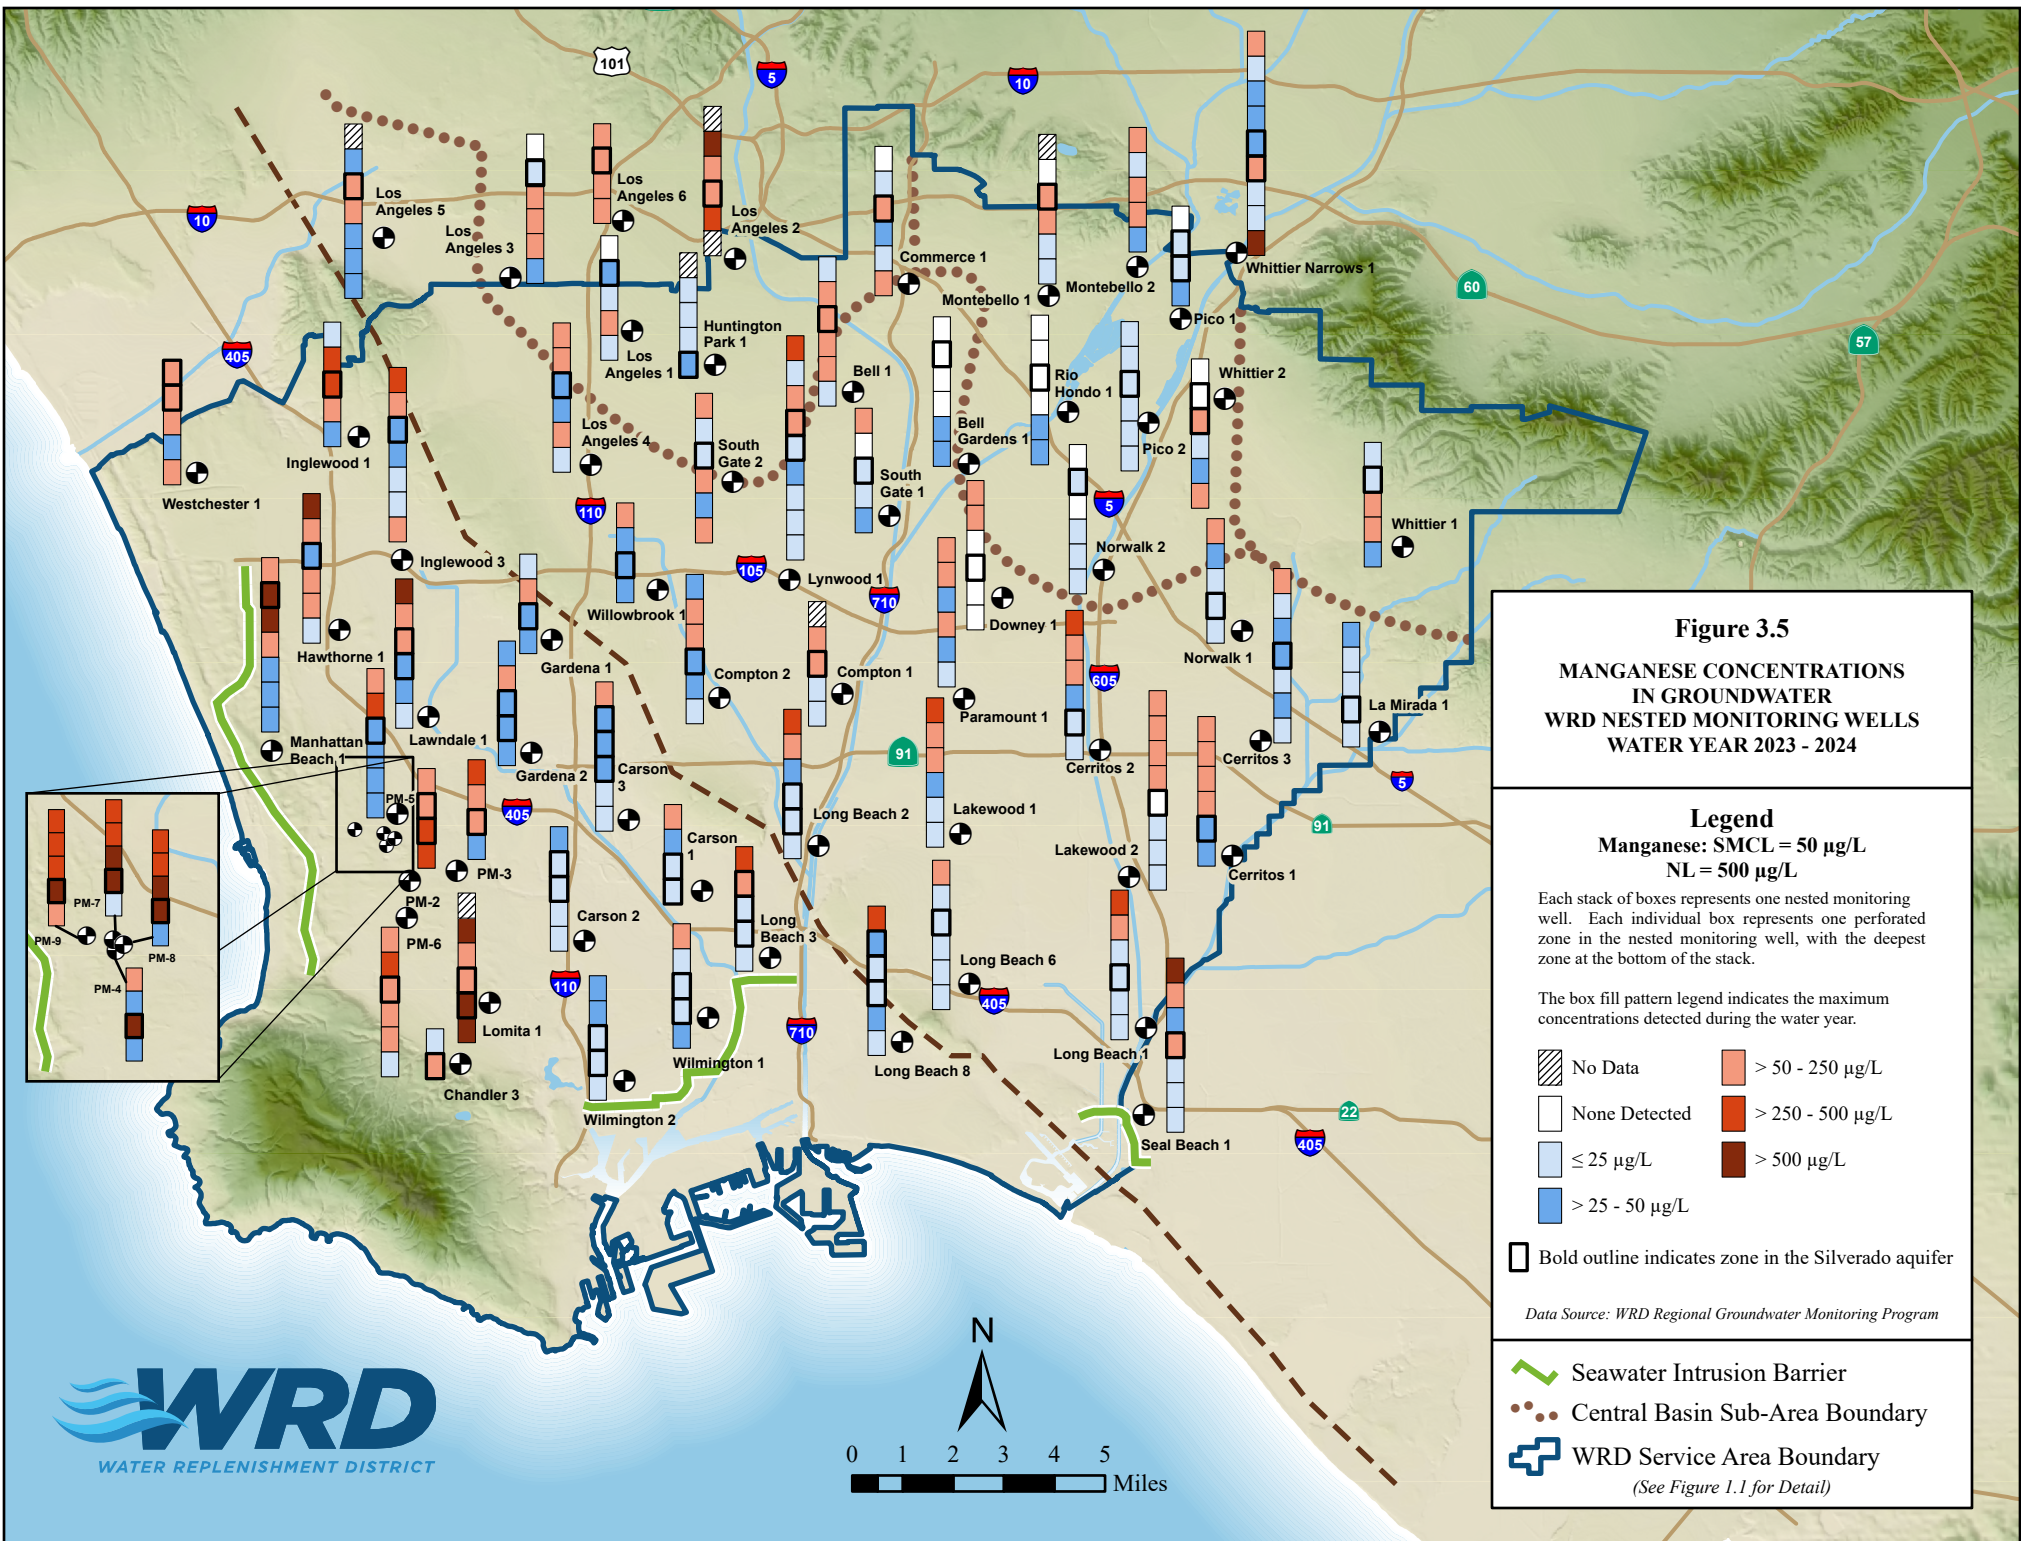 101
5
10
Los
Angeles 5
Los
Angeles 6
Los
Angeles 2
10
Los
Angeles 3
Commerce 1
Whittier Narrows 1
Montebello 2
Montebello 1
60
Pico 1
Huntington
Park 1
57
405
Los
Angeles 1
Bell 1
Rio
Hondo 1
Whittier 2
Los
Angeles 4
Bell
Gardens 1
Pico 2
South
Gate 2
Inglewood 1
South
Gate 1
Westchester 1
110
5
Whittier 1
Norwalk 2
Inglewood 3
105
Lynwood 1
710
Willowbrook 1
Downey 1
Hawthorne 1
Gardena 1
Norwalk 1
Compton 2
Compton 1
605
La Mirada 1
Paramount 1
Lawndale 1
Manhattan
Beach 1
91
Cerritos 3
Cerritos 2
Gardena 2
Carson
3
5
PM-5
405
Long Beach 2
Lakewood 1
91
Carson
1
Lakewood 2
Cerritos 1
PM-3
PM-2
PM-7
Carson 2
Long
Beach 3
PM-9
PM-6
PM-8
Long Beach 6
PM-4
110
405
Lomita 1
710
Wilmington 1
Long Beach 1
Long Beach 8
Chandler 3
Wilmington 2
22
Seal Beach 1
405
Figure 3.5
MANGANESE CONCENTRATIONS
IN GROUNDWATER
WRD NESTED MONITORING WELLS
WATER YEAR 2023 - 2024
Legend
Manganese: SMCL = 50 µg/L
NL = 500 µg/L
Each stack of boxes represents one nested monitoring
well. Each individual box represents one perforated
zone in the nested monitoring well, with the deepest
zone at the bottom of the stack.
The box fill pattern legend indicates the maximum
concentrations detected during the water year.
No Data
> 50 - 250 µg/L
None Detected
> 250 - 500 µg/L
≤ 25 µg/L
> 500 µg/L
> 25 - 50 µg/L
Bold outline indicates zone in the Silverado aquifer
Data Source: WRD Regional Groundwater Monitoring Program
Seawater Intrusion Barrier
Central Basin Sub-Area Boundary
WRD Service Area Boundary
(See Figure 1.1 for Detail)
N
0 1 2 3 4 5
Miles
WRD
WATER REPLENISHMENT DISTRICT